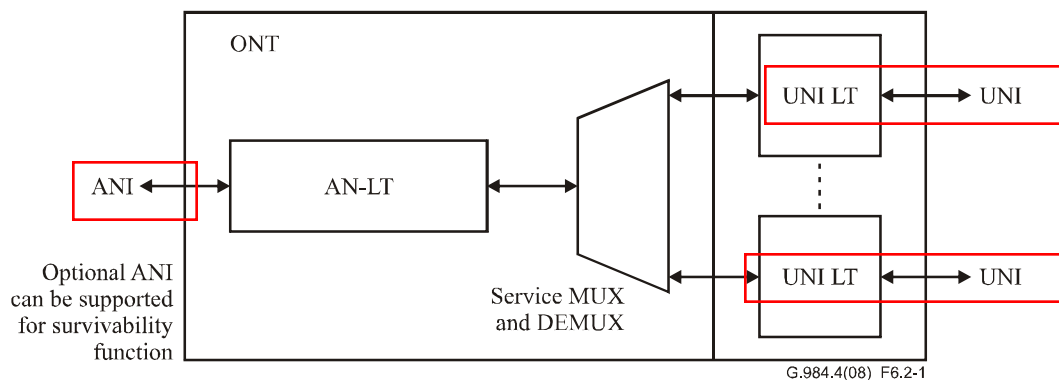 ONT
UNI LT
UNI
ANI
AN-LT
Optional ANI
can be supported
for survivability
function
Service MUX
and DEMUX
UNI LT
UNI
G.984.4(08) F6.2-1